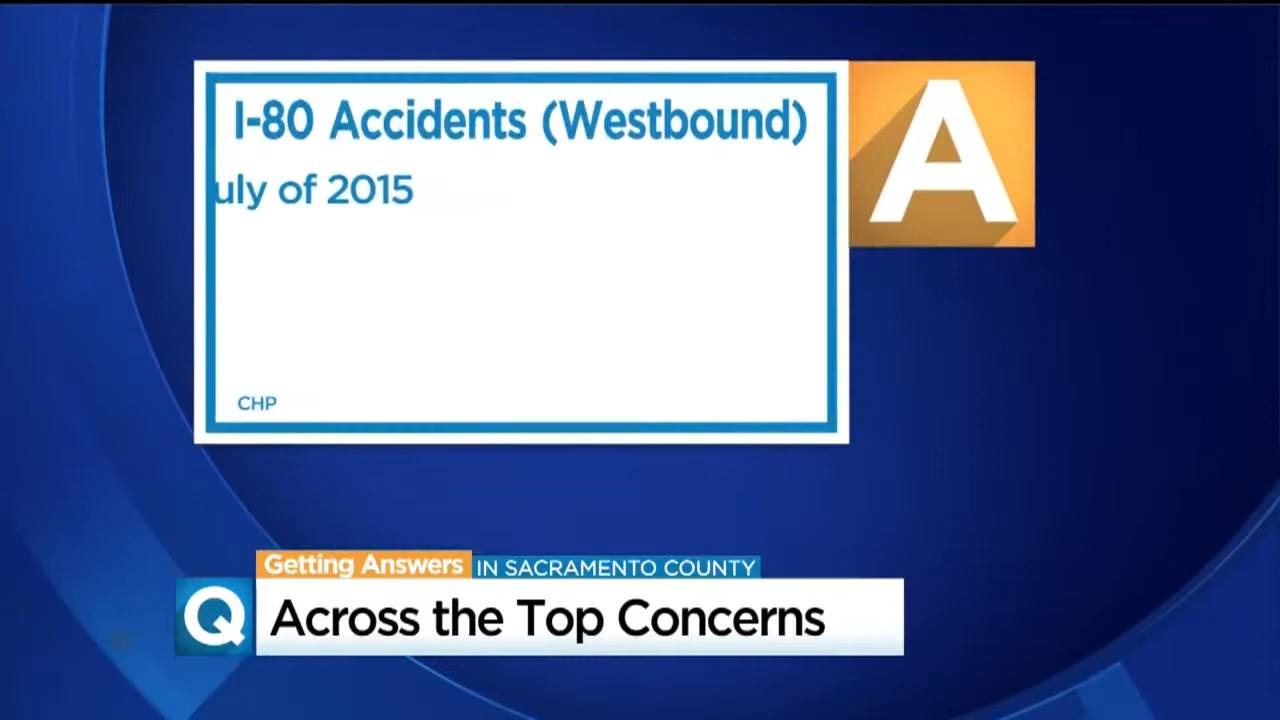 I-80 Accidents (Westbound)
A
uly of 2015
CHP
Getting Answers IN SACRAMENTO COUNTY
Q Across the Top Concerns